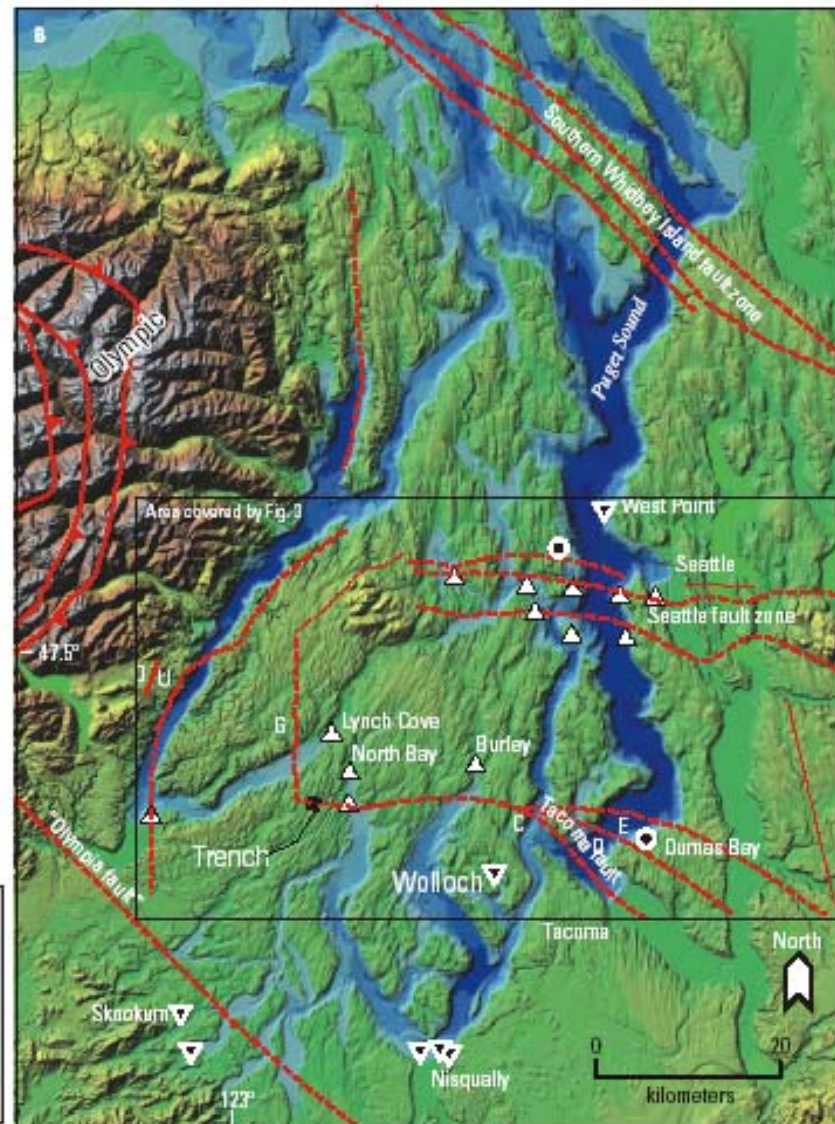 B
Southern Whidbey Island fault zone
Olympic
Puget Sound
Area covered by Fig. 3
West Point
Seattle
Seattle fault zone
47.5°
D
U
G
Lynch Cove
North Bay
Burley
Trench
C
Tacoma fault
D
E
Dumas Bay
Wolloch
"Olympia fault"
Tacoma
North
Skookum
Nisqually
0
20
kilometers
123°